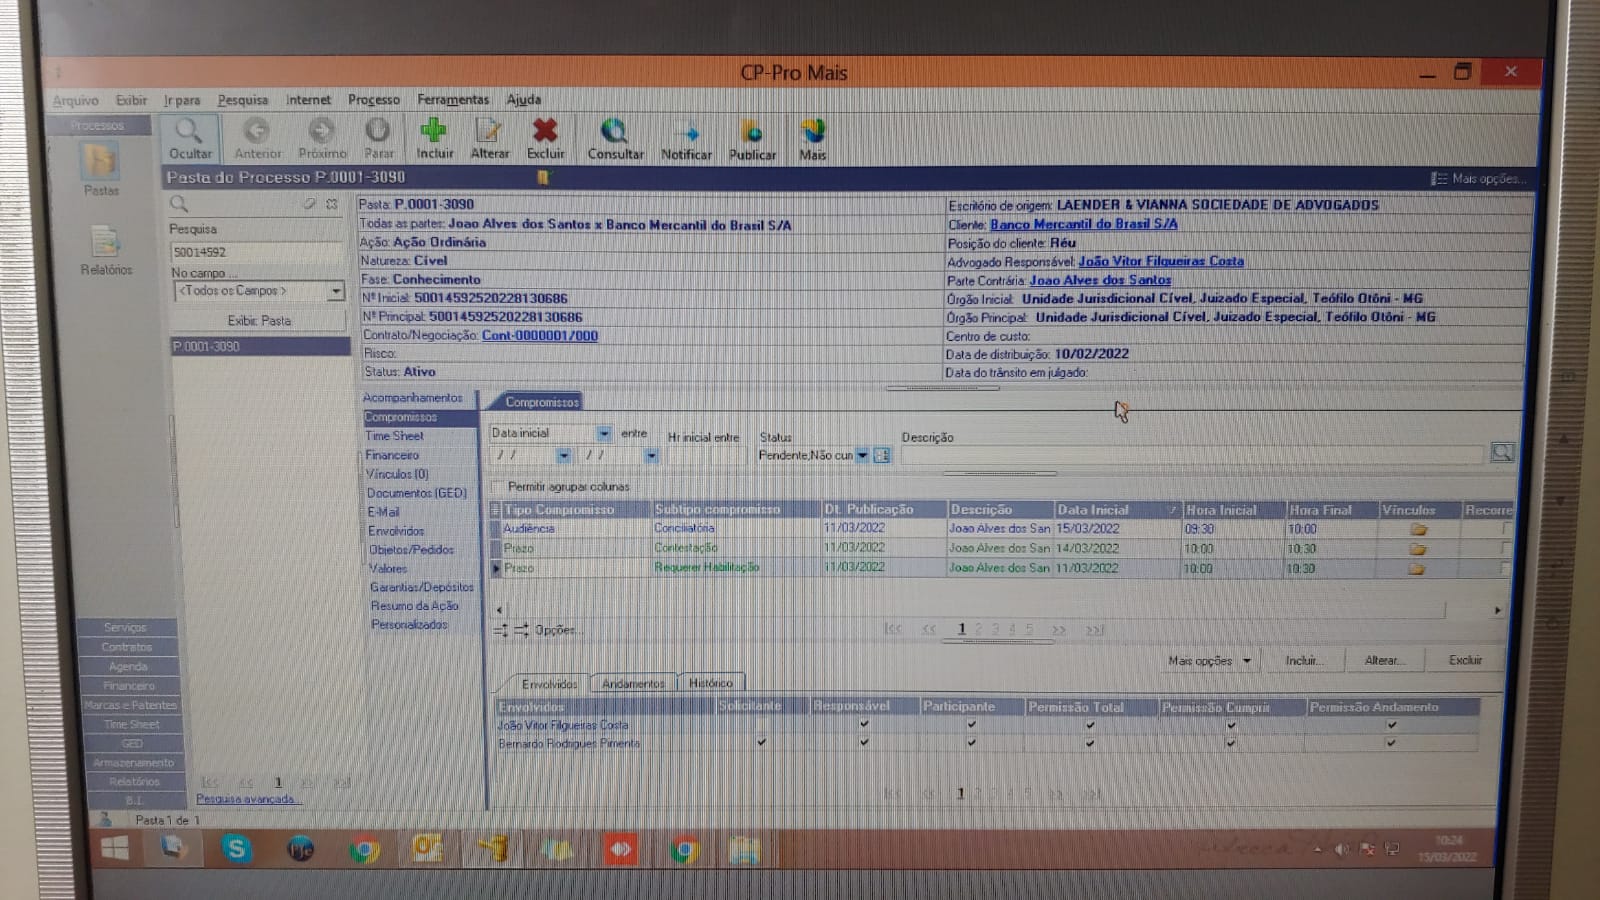 CP-Pro Mais
Arquivo Exibir Ir para Pesquisa Internet Processo Ferramentas Ajuda
Processos
Ocultar Anterior Próximo Parar Incluir Alterar Excluir Consultar Notificar Publicar Mais
Pastas
Relatórios
Pasta do Processo P.0001-3090 Mais opções...
Pesquisa
50014592
No campo ...
<Todos os Campos>
Exibir: Pasta
P.0001-3090
Pasta: P.0001-3090
Todas as partes: Joao Alves dos Santos x Banco Mercantil do Brasil S/A
Ação: Ação Ordinária
Natureza: Cível
Fase: Conhecimento
Nº Inicial: 50014592520228130686
Nº Principal: 50014592520228130686
Contrato/Negociação: Cont-0000001/000
Risco:
Status: Ativo
Escritório de origem: LAENDER & VIANNA SOCIEDADE DE ADVOGADOS
Cliente: Banco Mercantil do Brasil S/A
Posição do cliente: Réu
Advogado Responsável: João Vitor Filgueiras Costa
Parte Contrária: Joao Alves dos Santos
Órgão Inicial: Unidade Jurisdicional Cível, Juizado Especial, Teófilo Otôni - MG
Órgão Principal: Unidade Jurisdicional Cível, Juizado Especial, Teófilo Otôni - MG
Centro de custo:
Data de distribuição: 10/02/2022
Data do trânsito em julgado:
Acompanhamentos
Compromissos
Time Sheet
Financeiro
Vínculos (0)
Documentos (GED)
E-Mail
Envolvidos
Objetos/Pedidos
Valores
Garantias/Depósitos
Resumo da Ação
Personalizados
Compromissos
Data inicial entre Hr inicial entre Status Descrição
/ / / / Pendente,Não cun
Permitir agrupar colunas
Tipo Compromisso Subtipo compromisso Dt. Publicação Descrição Data Inicial Hora Inicial Hora Final Vínculos Recorre
Audiência Conciliatória 11/03/2022 Joao Alves dos San 15/03/2022 09:30 10:00
Prazo Contestação 11/03/2022 Joao Alves dos San 14/03/2022 10:00 10:30
Prazo Requerer Habilitação 11/03/2022 Joao Alves dos San 11/03/2022 10:00 10:30
Opções... 1 2 3 4 5
Mais opções Incluir... Alterar... Excluir
Envolvidos Andamentos Histórico
Envolvidos Solicitante Responsável Participante Permissão Total Permissão Cumprir Permissão Andamento
João Vitor Filgueiras Costa
Bernardo Rodrigues Pimenta
1 2 3 4 5
Serviços
Contratos
Agenda
Financeiro
Marcas e Patentes
Time Sheet
GED
Armazenamento
Relatórios
B.I.
1
Pesquisa avançada...
Pasta 1 de 1
10:24
15/03/2022